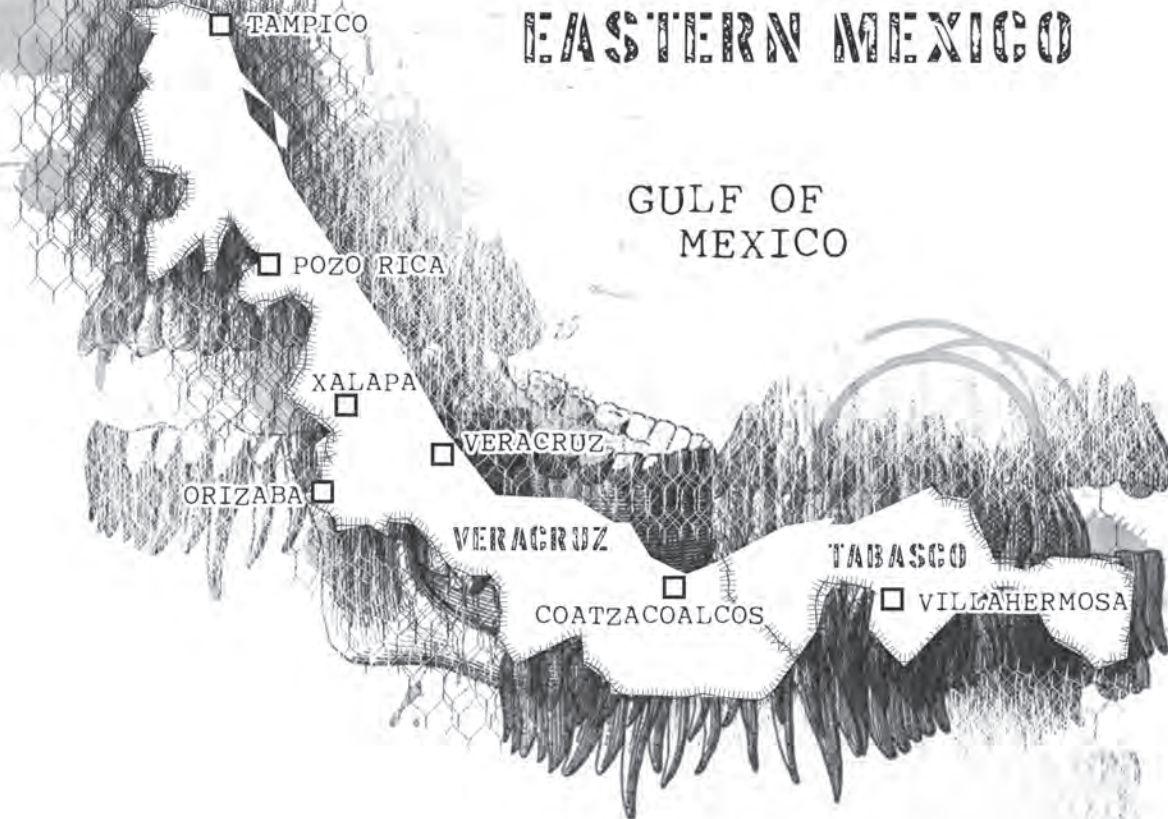 EASTERN MEXICO
TAMPICO
GULF OF
MEXICO
POZO RICA
XALAPA
VERACRUZ
ORIZABA
VERACRUZ
TABASCO
COATZACOALCOS
VILLAHERMOSA